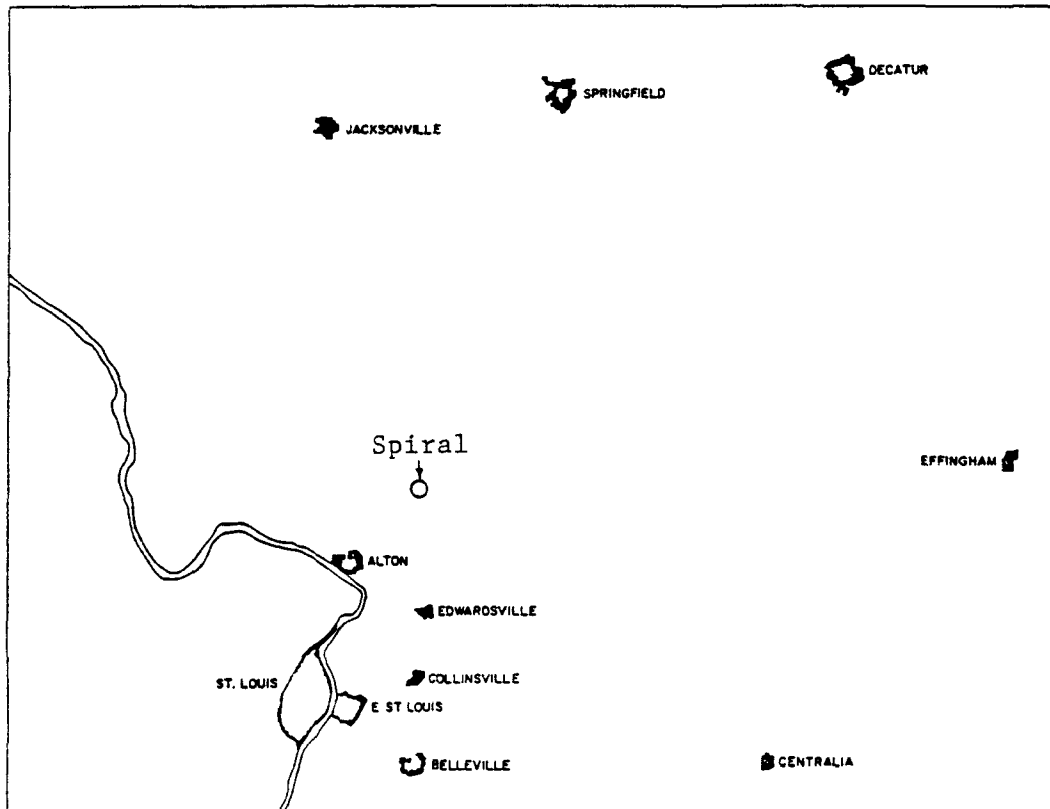 DECATUR
SPRINGFIELD
JACKSONVILLE
Spiral
EFFINGHAM
ALTON
EDWARDSVILLE
ST. LOUIS
COLLINSVILLE
E ST LOUIS
BELLEVILLE
CENTRALIA